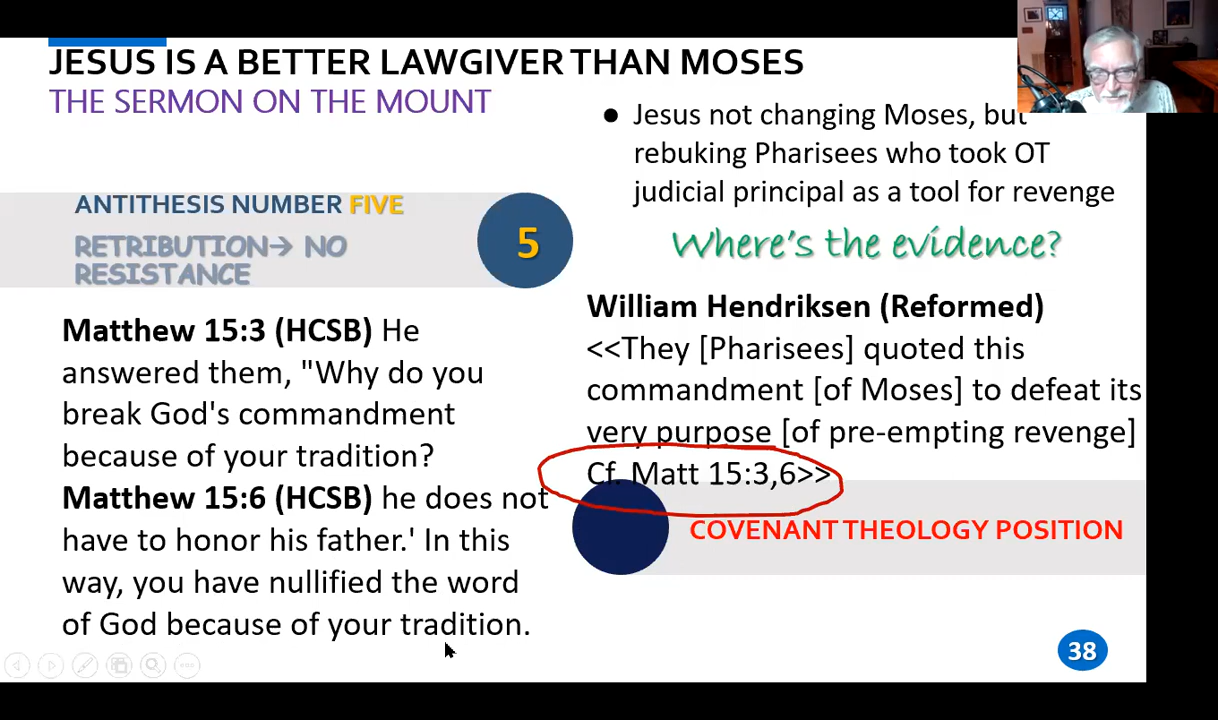 JESUS IS A BETTER LAWGIVER THAN MOSES
THE SERMON ON THE MOUNT
ANTITHESIS NUMBER FIVE
RETRIBUTION→ NO
RESISTANCE
5
Matthew 15:3 (HCSB) He
answered them, "Why do you
break God's commandment
because of your tradition?
Matthew 15:6 (HCSB) he does not
have to honor his father.' In this
way, you have nullified the word
of God because of your tradition.
● Jesus not changing Moses, but
rebuking Pharisees who took OT
judicial principal as a tool for revenge
Where's the evidence?
William Hendriksen (Reformed)
<<They [Pharisees] quoted this
commandment [of Moses] to defeat its
very purpose [of pre-empting revenge]
Cf. Matt 15:3,6>>
COVENANT THEOLOGY POSITION
38